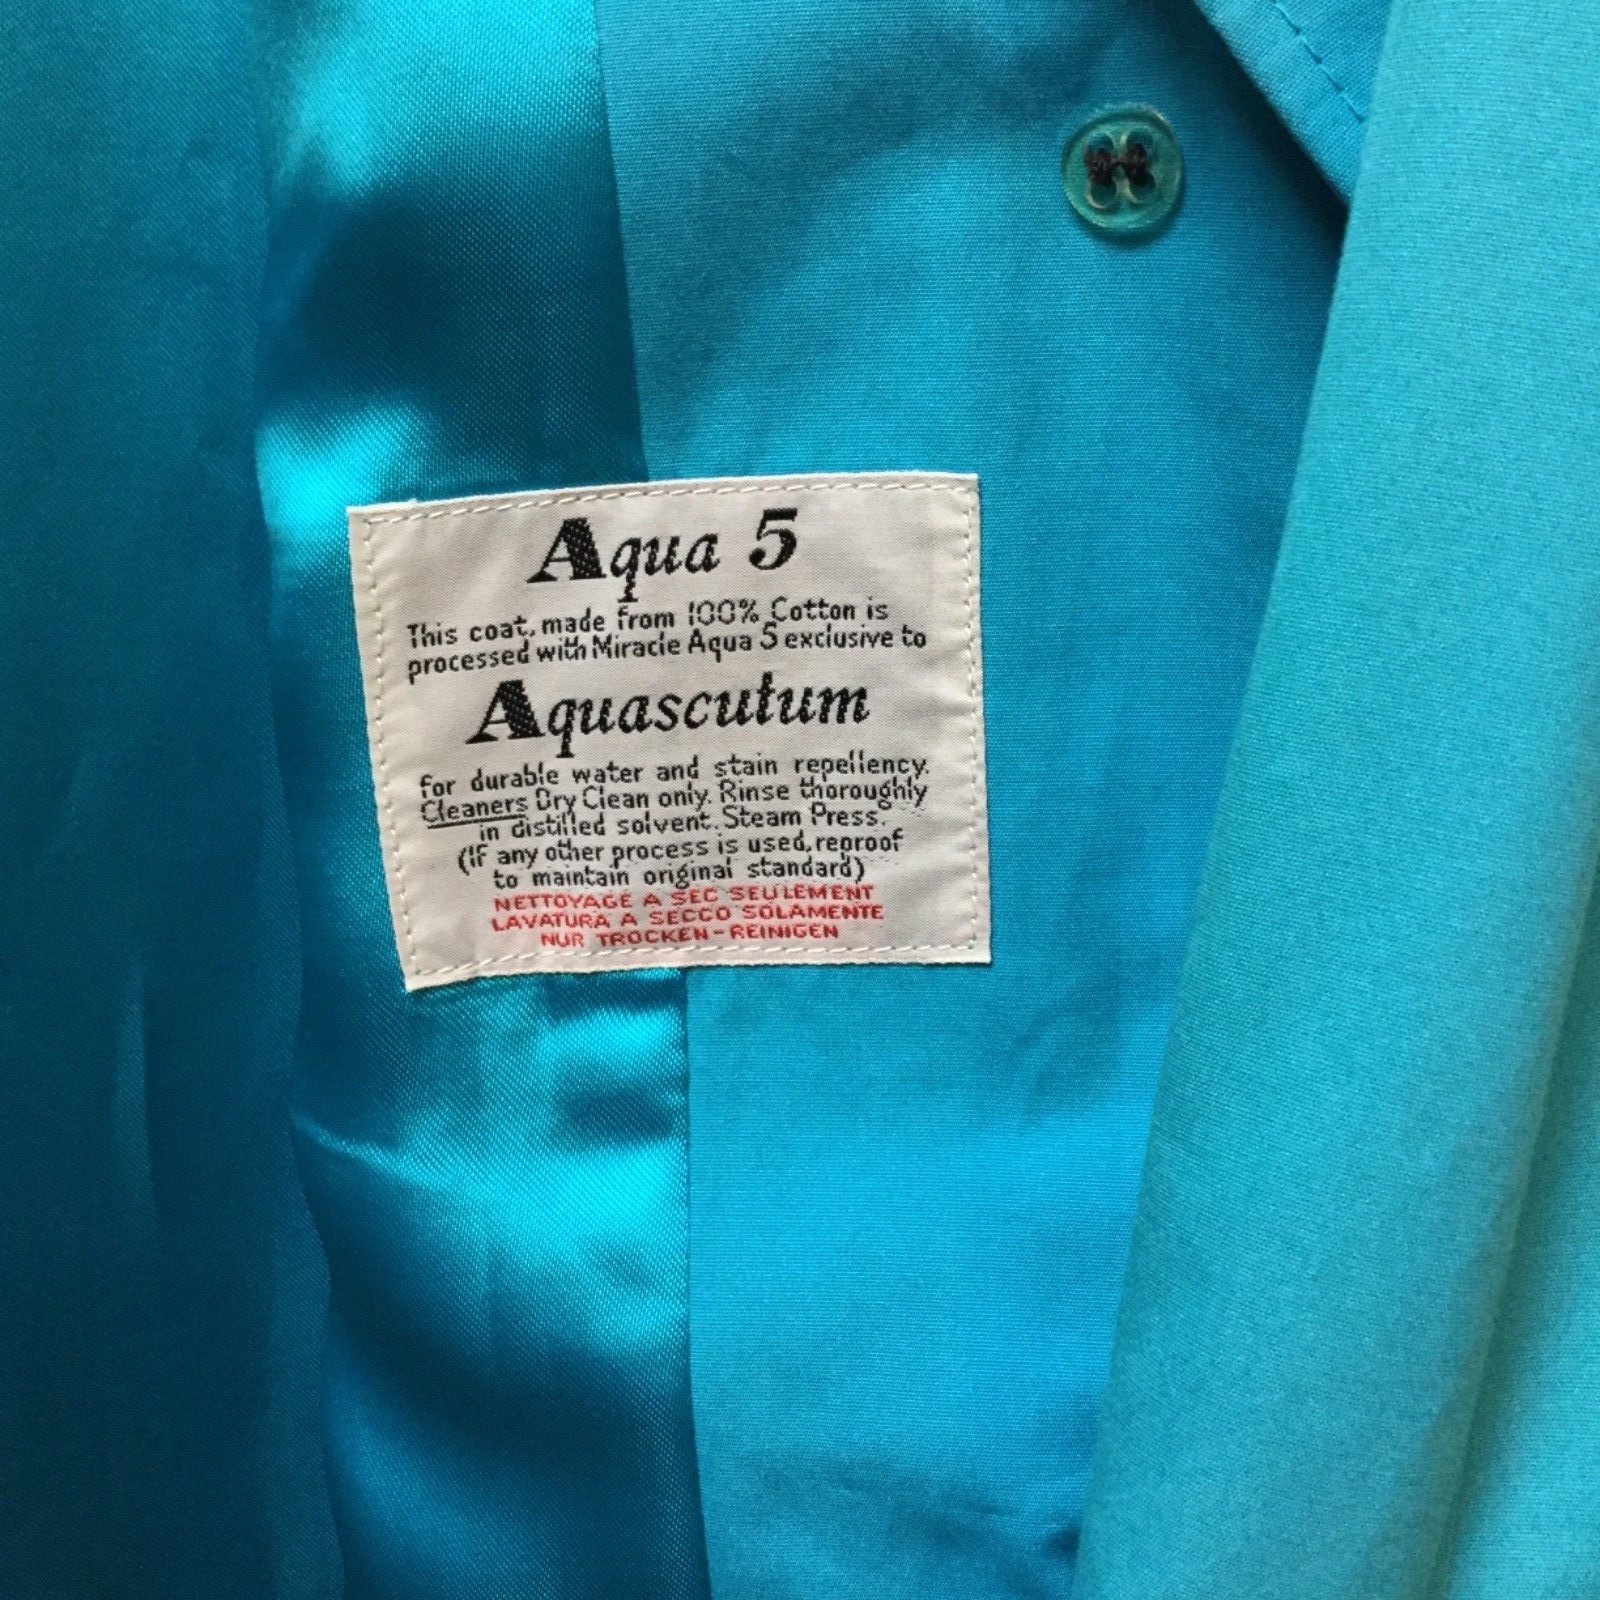 Aqua 5
This coat, made from 100% Cotton is
processed with Miracle Aqua 5 exclusive to
Aquascutum
for durable water and stain repellency.
Cleaners Dry Clean only. Rinse thoroughly
in distilled solvent. Steam Press.
(If any other process is used, reproof
to maintain original standard)
NETTOYAGE A SEC SEULEMENT
LAVATURA A SECCO SOLAMENTE
NUR TROCKEN-REINIGEN